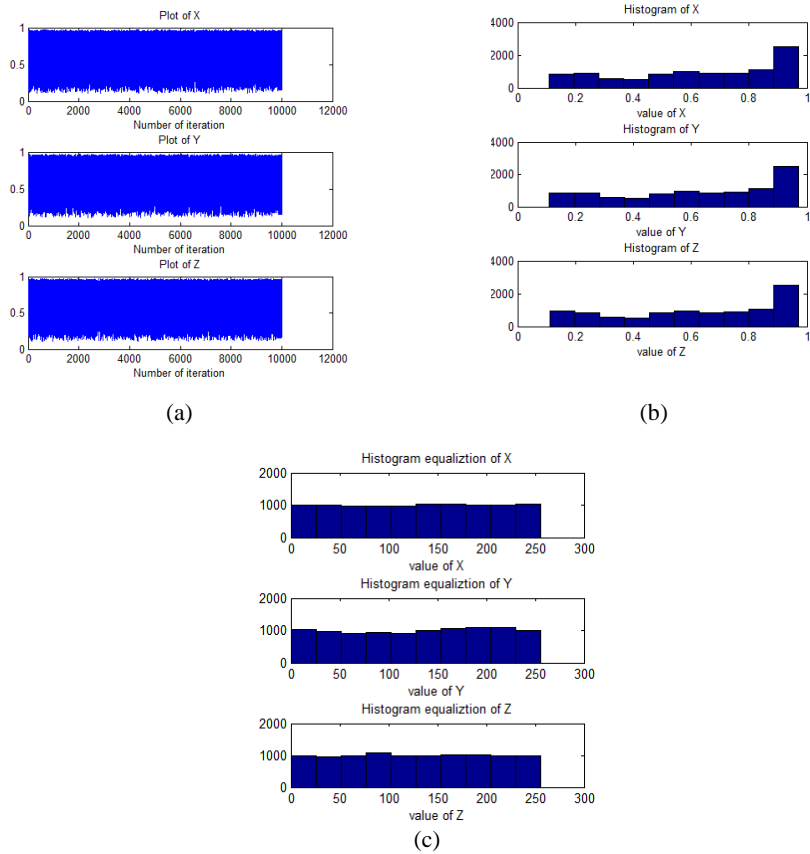 Plot of X
1
0.5
0
0 2000 4000 6000 8000 10000 12000
Number of iteration
Plot of Y
1
0.5
0
0 2000 4000 6000 8000 10000 12000
Number of iteration
Plot of Z
1
0.5
0
0 2000 4000 6000 8000 10000 12000
Number of iteration
(a)
Histogram of X
4000
2000
0
0 0.2 0.4 0.6 0.8 1
value of X
Histogram of Y
4000
2000
0
0 0.2 0.4 0.6 0.8 1
value of Y
Histogram of Z
4000
2000
0
0 0.2 0.4 0.6 0.8 1
value of Z
(b)
Histogram equaliztion of X
2000
1000
0
0 50 100 150 200 250 300
value of X
Histogram equaliztion of Y
2000
1000
0
0 50 100 150 200 250 300
value of Y
Histogram equaliztion of Z
2000
1000
0
0 50 100 150 200 250 300
value of Z
(c)